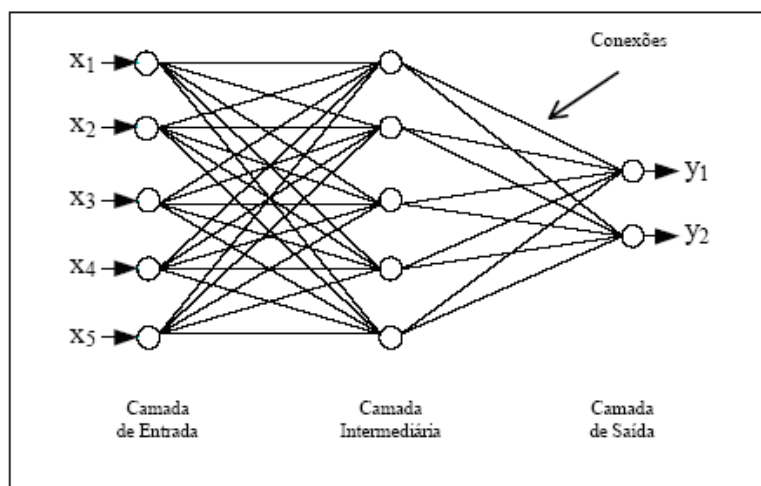 Conexões
x1
x2
x3
x4
x5
y1
y2
Camada
de Entrada
Camada
Intermediária
Camada
de Saída